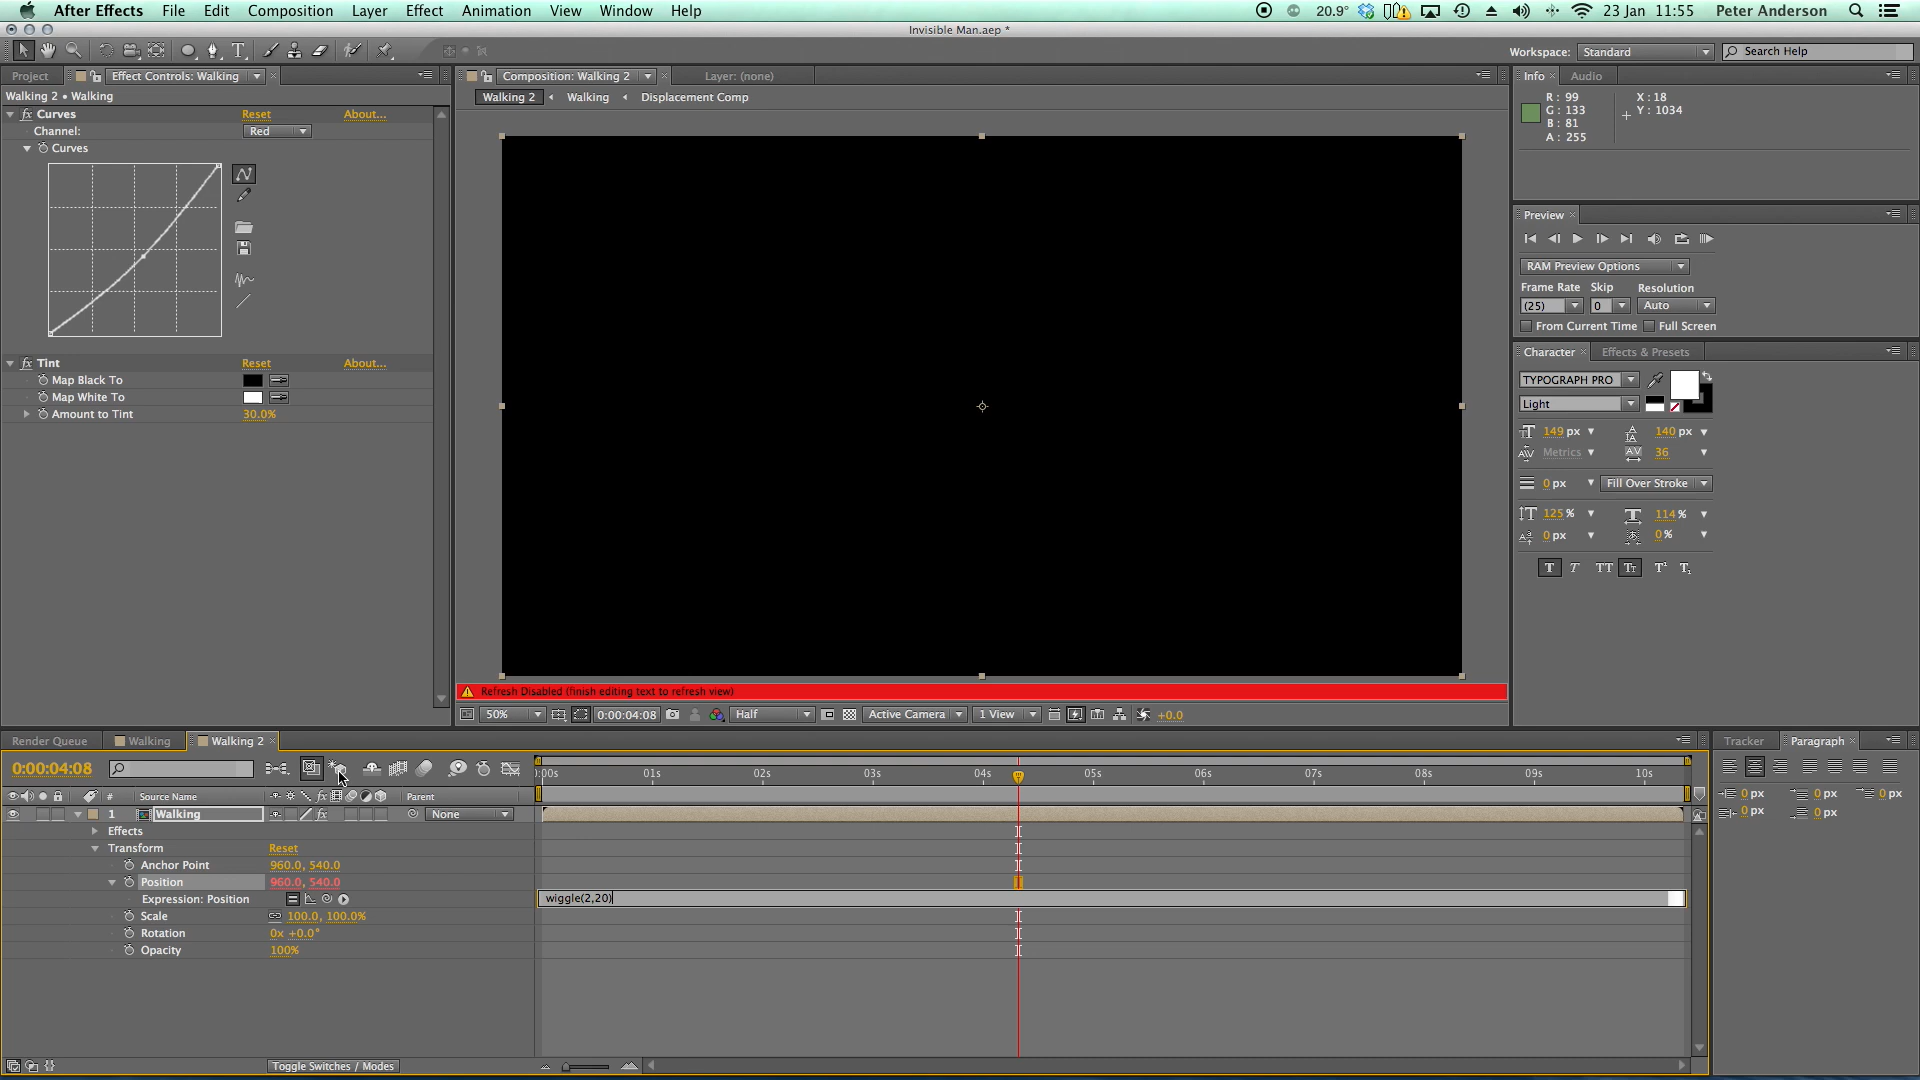 After Effects File Edit Composition Layer Effect Animation View Window Help 20.9° 23 Jan 11:55 Peter Anderson
Invisible Man.aep *
Workspace: Standard Search Help
Project Effect Controls: Walking Composition: Walking 2 Layer: (none) Info Audio
Walking 2 • Walking
Walking 2 Walking Displacement Comp
R: 99
G: 133
B: 81
A: 255
X: 18
Y: 1034
fx Curves Reset About...
Channel: Red
Curves
fx Tint Reset About...
Map Black To
Map White To
Amount to Tint 30.0%
Preview
RAM Preview Options
Frame Rate Skip Resolution
(25) 0 Auto
From Current Time Full Screen
Character Effects & Presets
TYPOGRAPH PRO
Light
149 px 140 px
Metrics 36
0 px Fill Over Stroke
125 % 114 %
0 px 0 %
T T TT Tt T¹ T₁
Refresh Disabled (finish editing text to refresh view)
50% 0:00:04:08 Half Active Camera 1 View +0.0
Render Queue Walking Walking 2 Tracker Paragraph
0:00:04:08
:00s 01s 02s 03s 04s 05s 06s 07s 08s 09s 10s
# Source Name fx Parent
1 Walking fx None
Effects
Transform Reset
Anchor Point 960.0, 540.0
Position 960.0, 540.0
Expression: Position wiggle(2,20)
Scale 100.0, 100.0%
Rotation 0x +0.0°
Opacity 100%
0 px 0 px 0 px
0 px 0 px
Toggle Switches / Modes